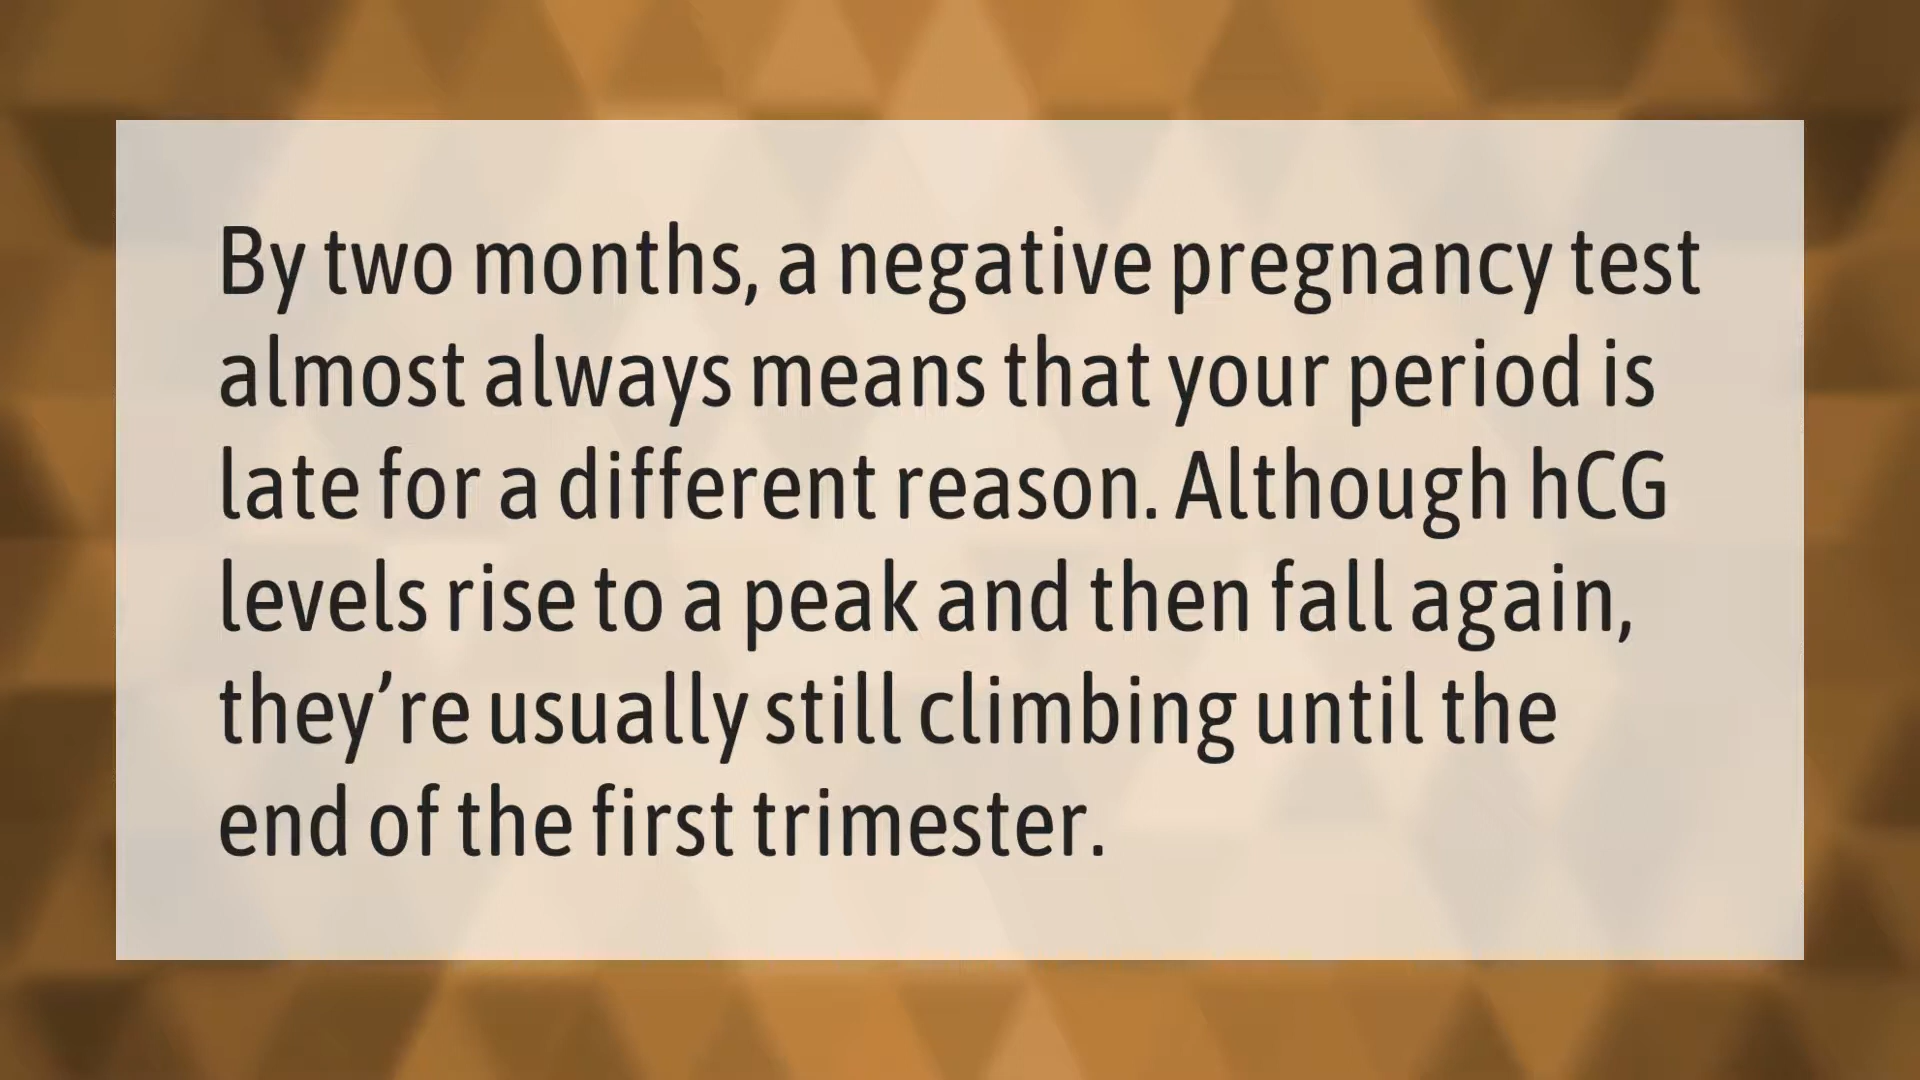 By two months, a negative pregnancy test
almost always means that your period is
late for a different reason. Although hCG
levels rise to a peak and then fall again,
they’re usually still climbing until the
end of the first trimester.